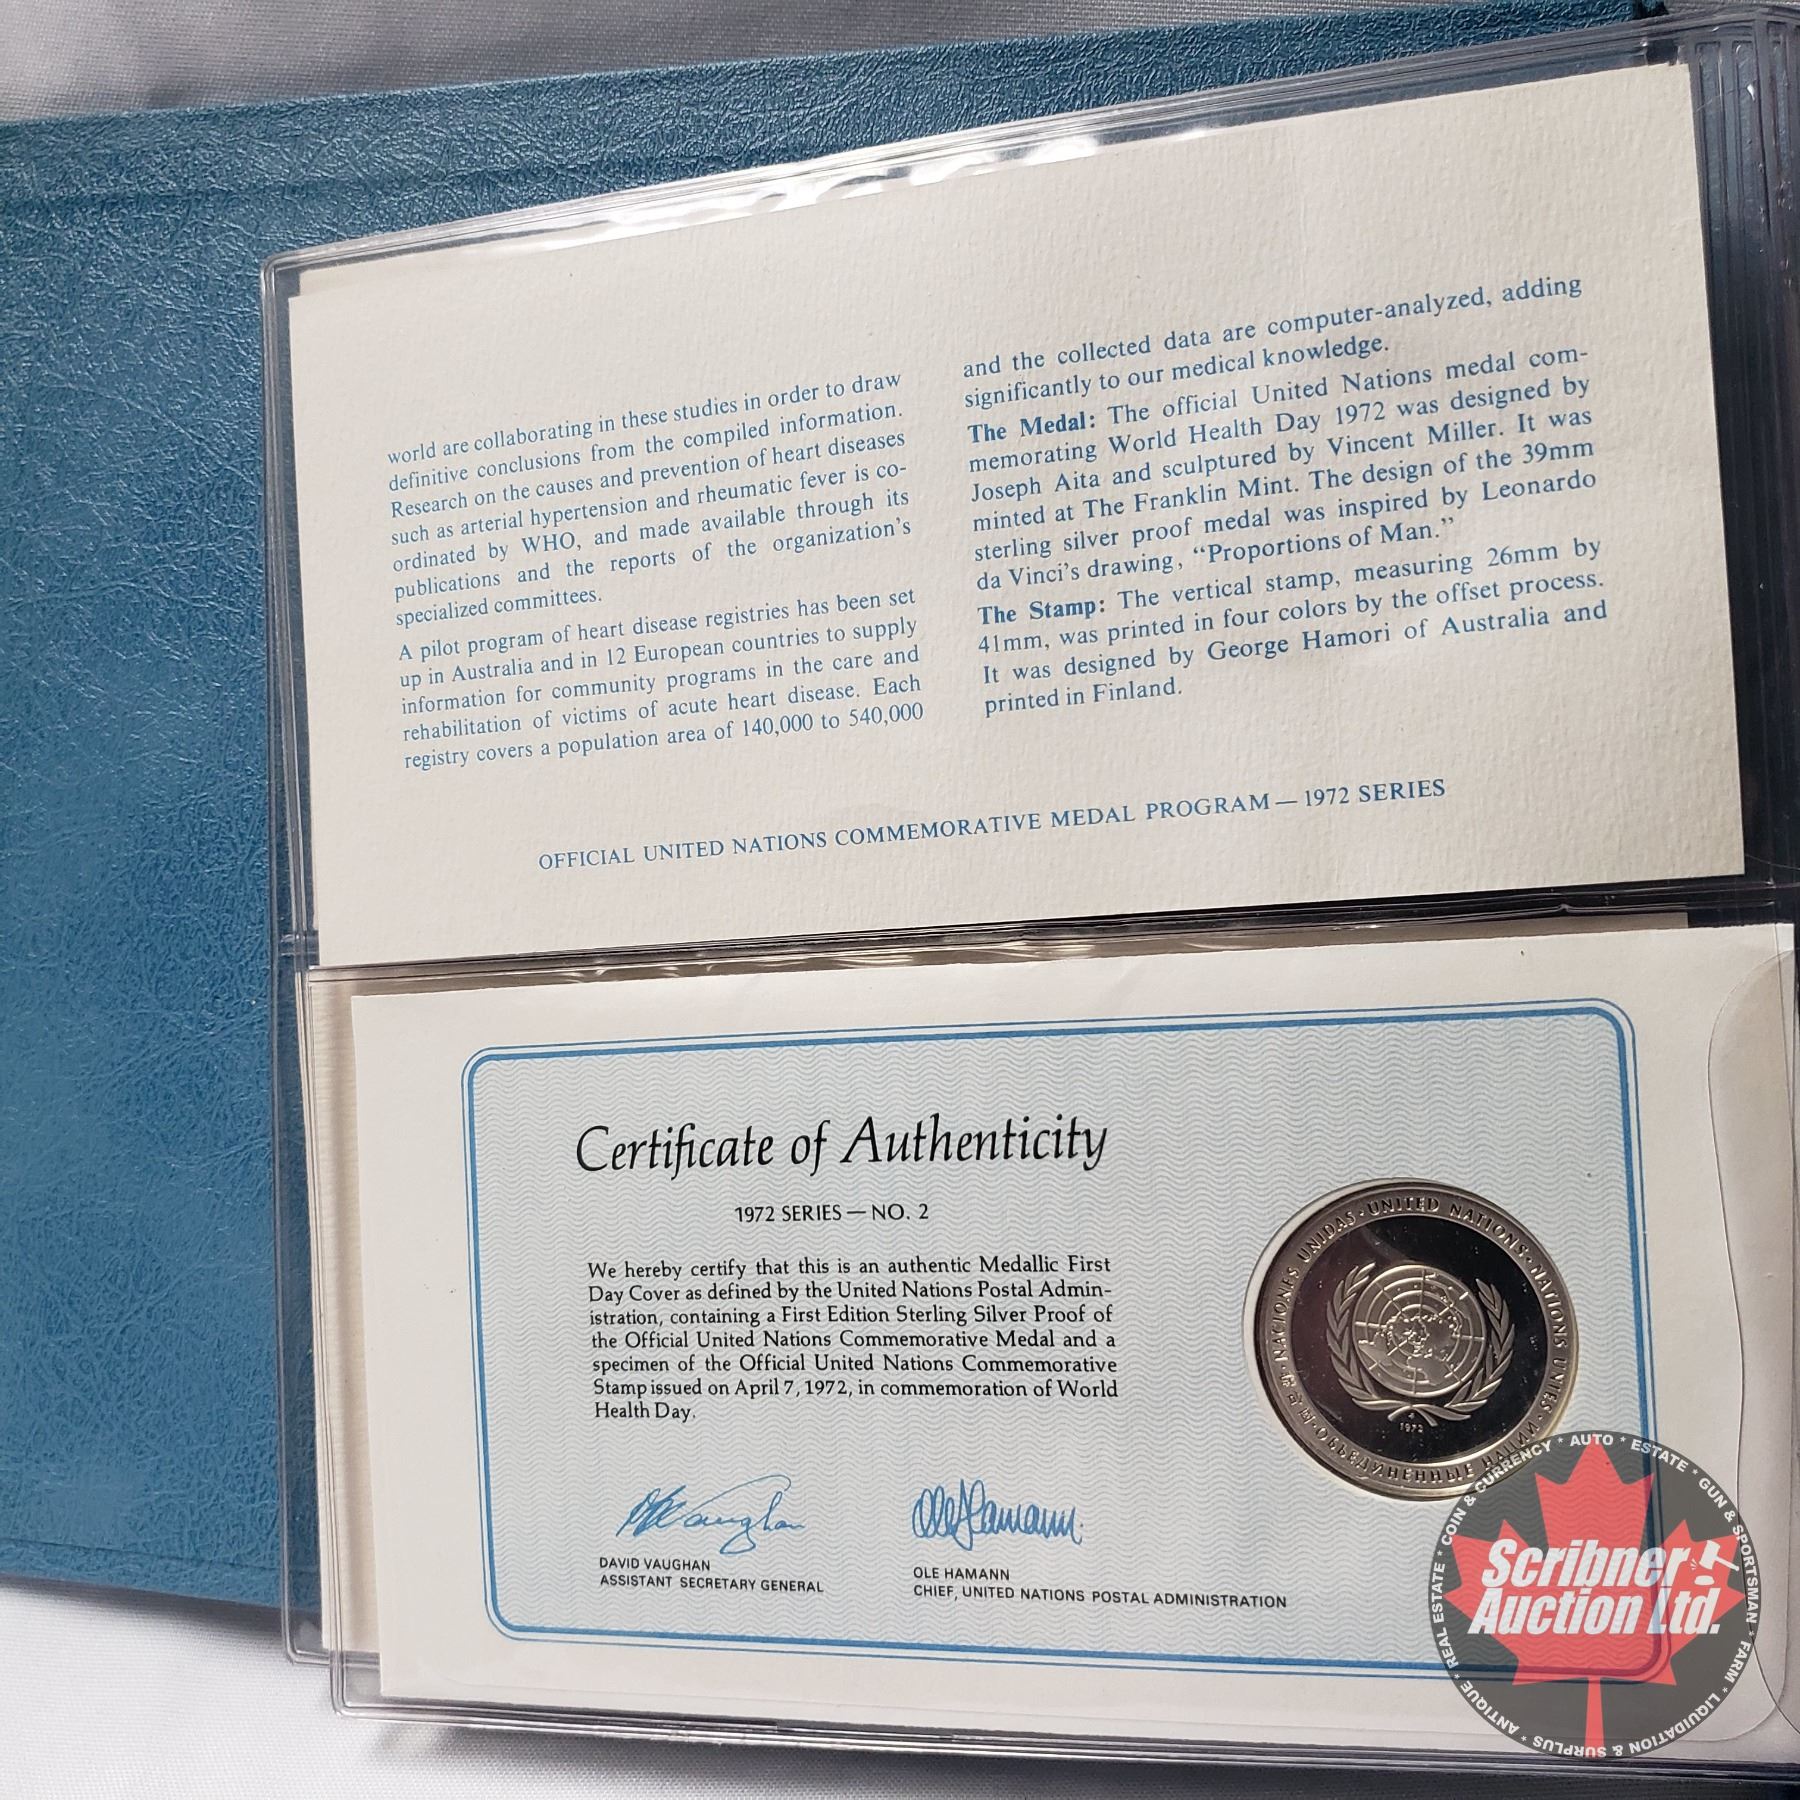 world are collaborating in these studies in order to draw
definitive conclusions from the compiled information.
Research on the causes and prevention of heart diseases
such as arterial hypertension and rheumatic fever is co-
ordinated by WHO, and made available through its
publications and the reports of the organization's
specialized committees.
A pilot program of heart disease registries has been set
up in Australia and in 12 European countries to supply
information for community programs in the care and
rehabilitation of victims of acute heart disease. Each
registry covers a population area of 140,000 to 540,000
and the collected data are computer-analyzed, adding
significantly to our medical knowledge.
The Medal: The official United Nations medal com-
memorating World Health Day 1972 was designed by
Joseph Aita and sculptured by Vincent Miller. It was
minted at The Franklin Mint. The design of the 39mm
sterling silver proof medal was inspired by Leonardo
da Vinci's drawing, “Proportions of Man.”
The Stamp: The vertical stamp, measuring 26mm by
41mm, was printed in four colors by the offset process.
It was designed by George Hamori of Australia and
printed in Finland.
OFFICIAL UNITED NATIONS COMMEMORATIVE MEDAL PROGRAM — 1972 SERIES
Certificate of Authenticity
1972 SERIES — NO. 2
We hereby certify that this is an authentic Medallic First
Day Cover as defined by the United Nations Postal Admin-
istration, containing a First Edition Sterling Silver Proof of
the Official United Nations Commemorative Medal and a
specimen of the Official United Nations Commemorative
Stamp issued on April 7, 1972, in commemoration of World
Health Day.
DAVID VAUGHAN
ASSISTANT SECRETARY GENERAL
Ole Hamann
OLE HAMANN
CHIEF, UNITED NATIONS POSTAL ADMINISTRATION
UNITED NATIONS · NATIONS UNIES · ОБЪЕДИНЕННЫЕ НАЦИИ · NACIONES UNIDAS
1972
Scribner
Auction Ltd.
ANTIQUE * REAL ESTATE * COIN & CURRENCY * AUTO * ESTATE * GUN & SPORTSMAN * FARM * LIQUIDATION & SURPLUS *